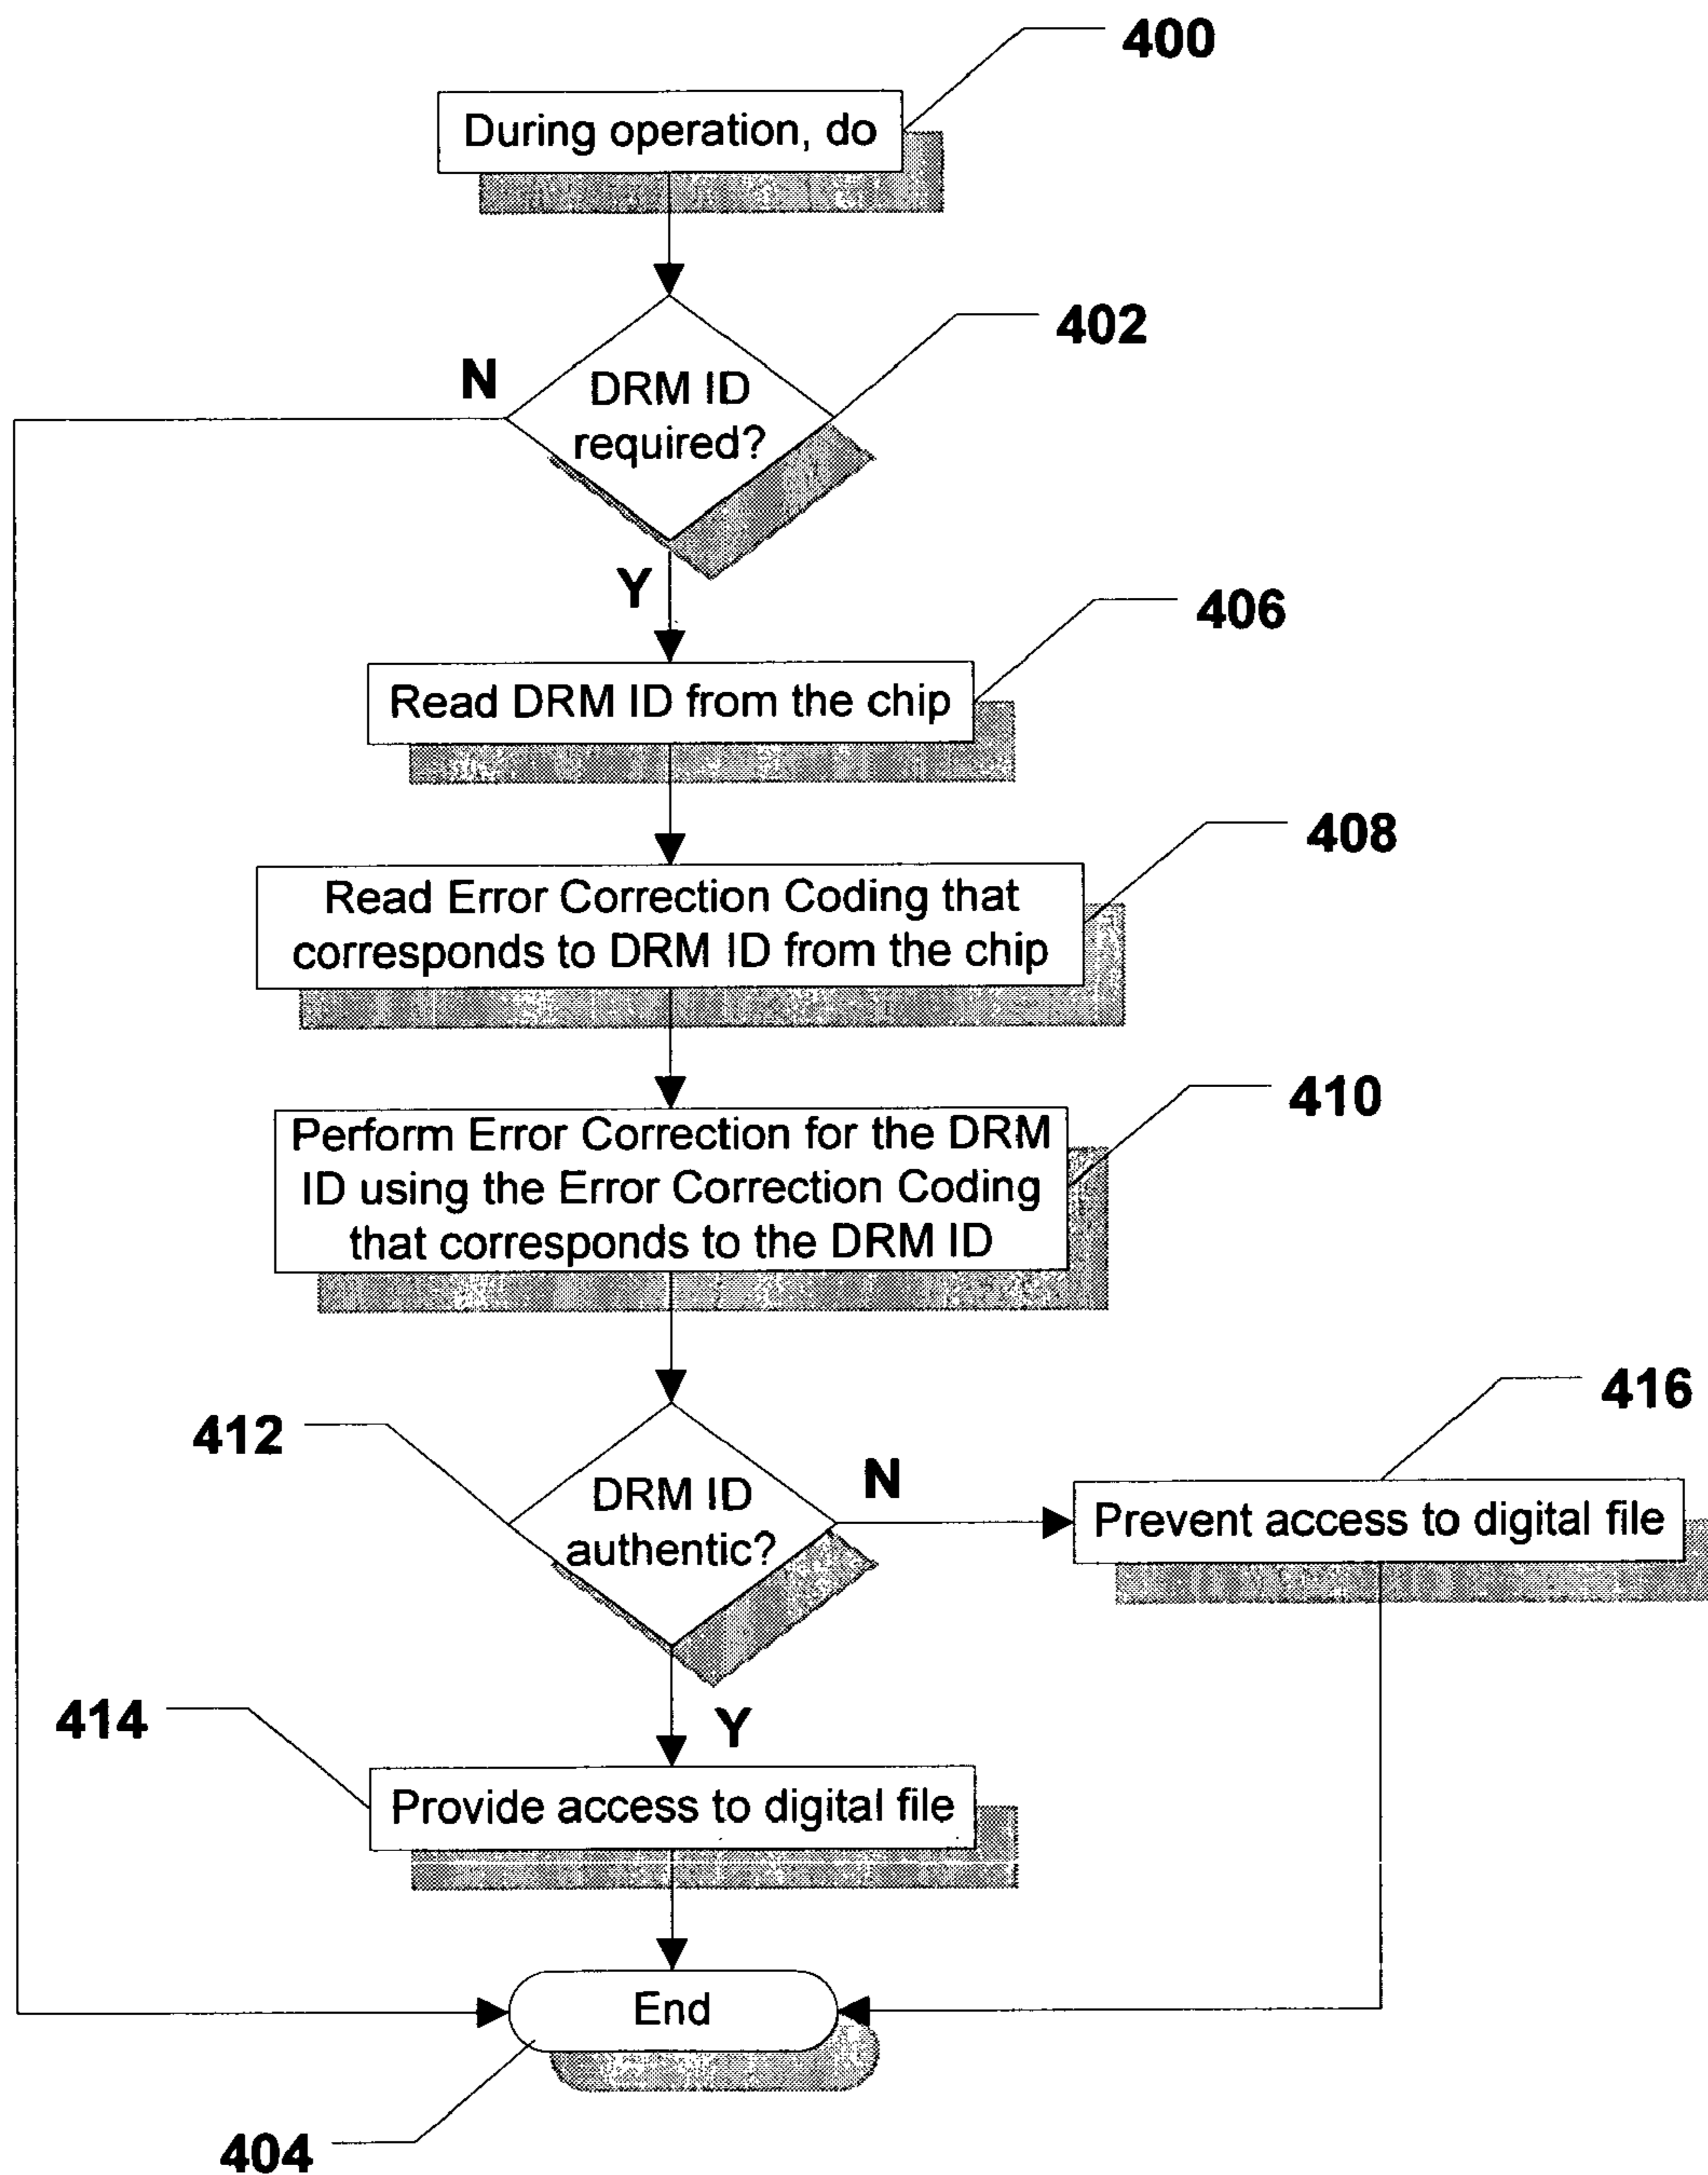 400
During operation, do
402
N
DRM ID
required?
Y
406
Read DRM ID from the chip
408
Read Error Correction Coding that
corresponds to DRM ID from the chip
410
Perform Error Correction for the DRM
ID using the Error Correction Coding
that corresponds to the DRM ID
416
412
N
DRM ID
authentic?
Prevent access to digital file
414
Y
Provide access to digital file
End
404